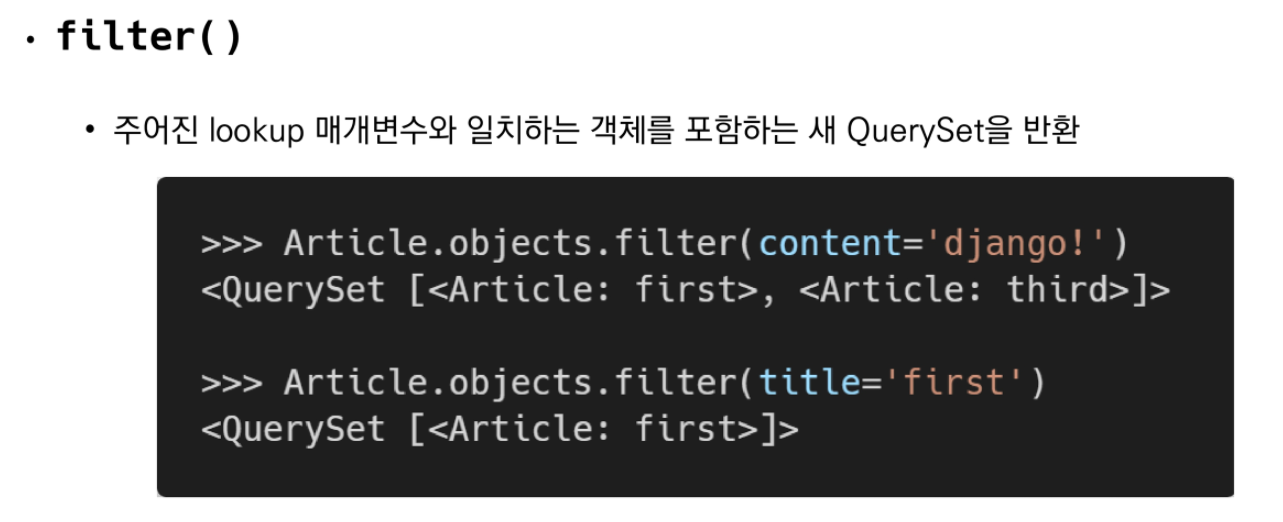 • filter()
• 주어진 lookup 매개변수와 일치하는 객체를 포함하는 새 QuerySet을 반환
>>> Article.objects.filter(content='django!')
<QuerySet [<Article: first>, <Article: third>]>
>>> Article.objects.filter(title='first')
<QuerySet [<Article: first>]>